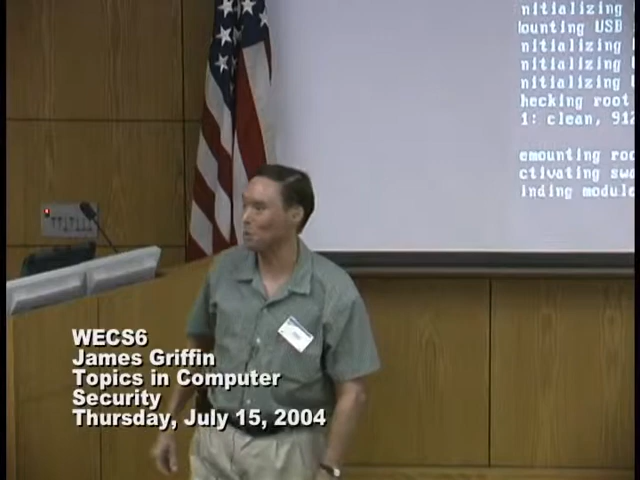 nitializing
ounting USB
nitializing
nitializing
nitializing
hecking root
1: clean, 912
emounting roo
ctivating swa
inding module
WECS6
James Griffin
Topics in Computer
Security
Thursday, July 15, 2004